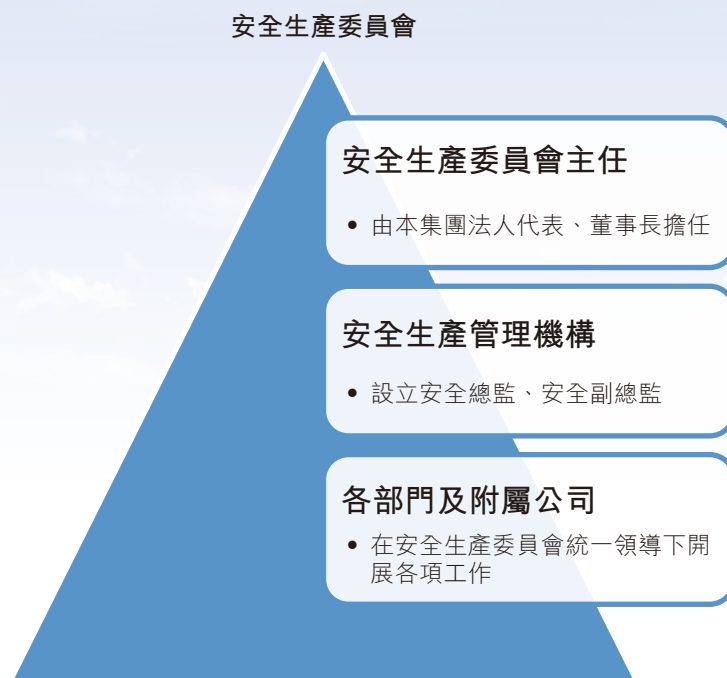 安全生產委員會
安全生產委員會主任
• 由本集團法人代表、董事長擔任
安全生產管理機構
• 設立安全總監、安全副總監
各部門及附屬公司
• 在安全生產委員會統一領導下開
展各項工作